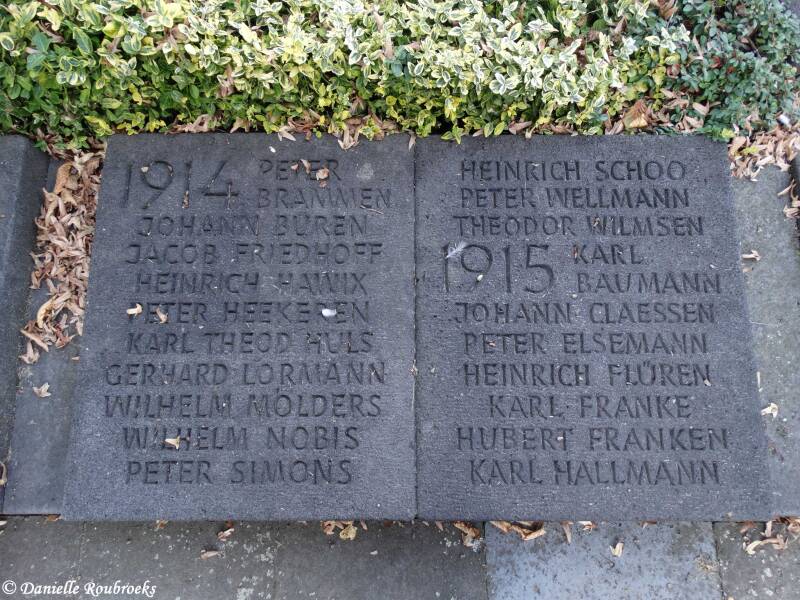 1914 PETER
BRAMMEN
JOHANN BUREN
JACOB FRIEDHOFF
HEINRICH HAWIX
PETER HEEKEREN
KARL THEOD HULS
GERHARD LORMANN
WILHELM MÖLDERS
WILHELM NOBIS
PETER SIMONS
HEINRICH SCHOO
PETER WELLMANN
THEODOR WILMSEN
1915 KARL
BAUMANN
JOHANN CLAESSEN
PETER ELSEMANN
HEINRICH FLÜREN
KARL FRANKE
HUBERT FRANKEN
KARL HALLMANN
© Danielle Roubroeks